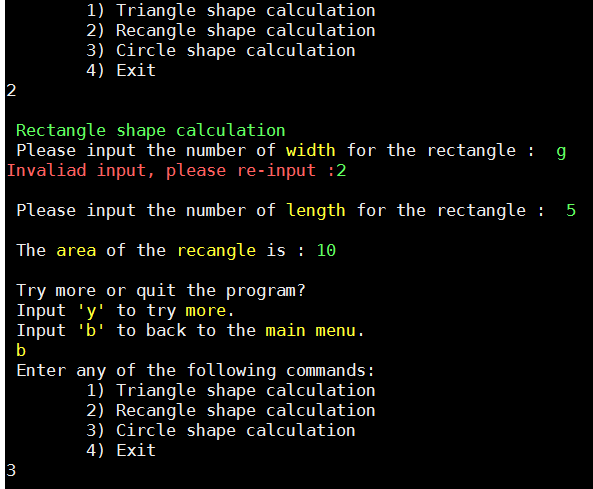 1) Triangle shape calculation
2) Recangle shape calculation
3) Circle shape calculation
4) Exit
2
Rectangle shape calculation
Please input the number of width for the rectangle :  g
Invaliad input, please re-input :2
Please input the number of length for the rectangle :  5
The area of the recangle is : 10
Try more or quit the program?
Input 'y' to try more.
Input 'b' to back to the main menu.
b
Enter any of the following commands:
1) Triangle shape calculation
2) Recangle shape calculation
3) Circle shape calculation
4) Exit
3